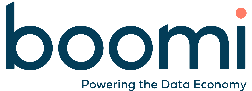 boomi
Powering the Data Economy